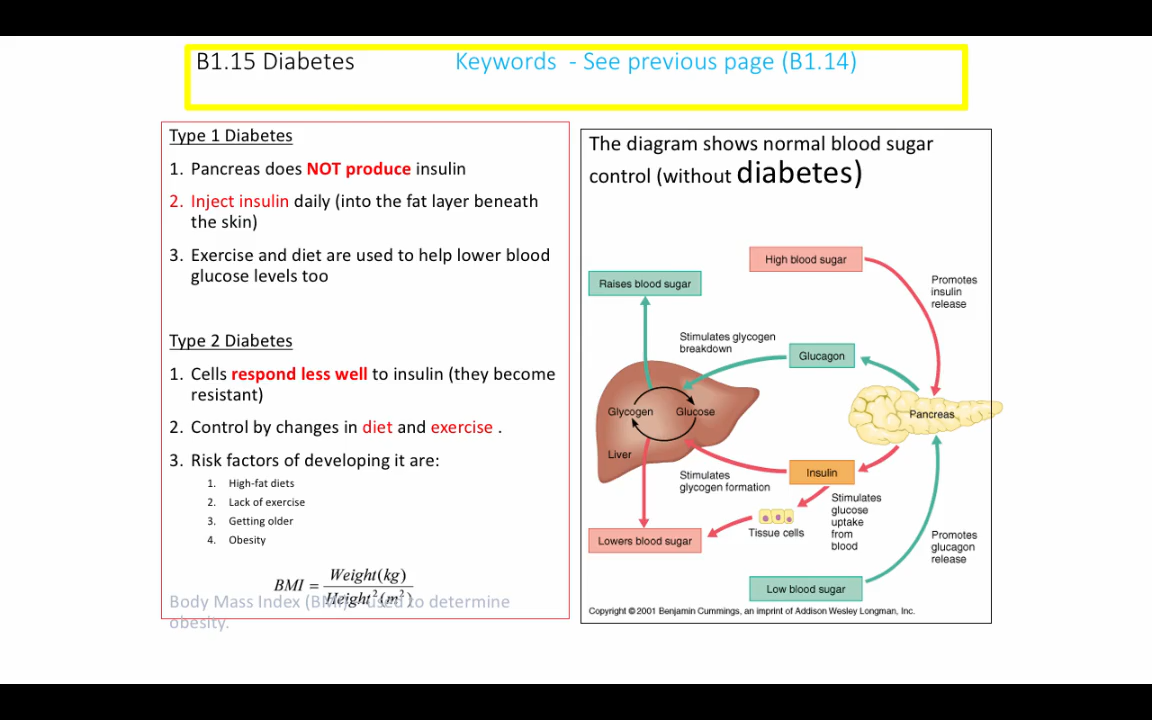 B1.15 Diabetes Keywords - See previous page (B1.14)
Type 1 Diabetes
1. Pancreas does NOT produce insulin
2. Inject insulin daily (into the fat layer beneath
the skin)
3. Exercise and diet are used to help lower blood
glucose levels too
Type 2 Diabetes
1. Cells respond less well to insulin (they become
resistant)
2. Control by changes in diet and exercise .
3. Risk factors of developing it are:
1. High-fat diets
2. Lack of exercise
3. Getting older
4. Obesity
BMI = Weight(kg)
Height²(m²)
Body Mass Index (BMI) - used to determine
obesity.
The diagram shows normal blood sugar
control (without diabetes)
High blood sugar
Promotes
insulin
release
Raises blood sugar
Stimulates glycogen
breakdown
Glucagon
Glycogen
Glucose
Pancreas
Liver
Stimulates
glycogen formation
Insulin
Stimulates
glucose
uptake
from
blood
Tissue cells
Lowers blood sugar
Promotes
glucagon
release
Low blood sugar
Copyright ©2001 Benjamin Cummings, an imprint of Addison Wesley Longman, Inc.